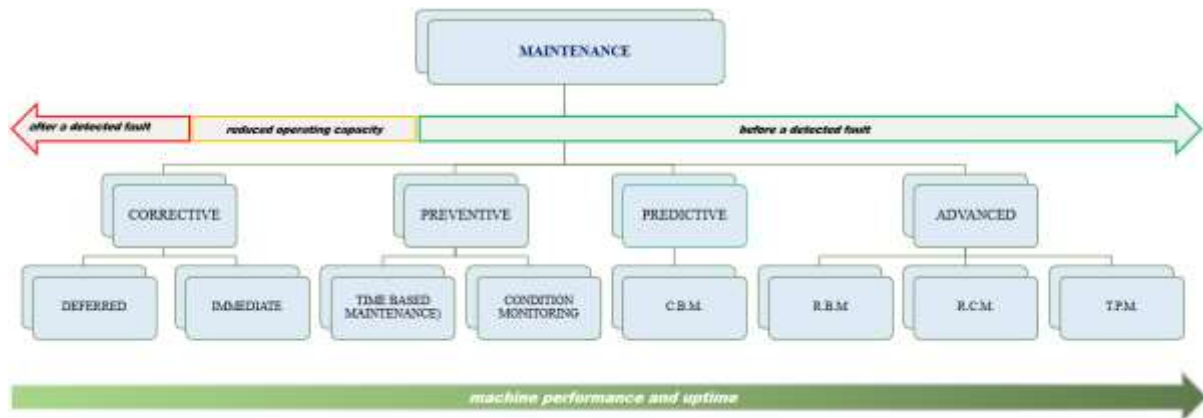 MAINTENANCE
after a detected fault
reduced operating capacity
before a detected fault
CORRECTIVE
PREVENTIVE
PREDICTIVE
ADVANCED
DEFERRED
IMMEDIATE
TIME BASED
MAINTENANCE)
CONDITION
MONITORING
C.B.M.
R.B.M.
R.C.M.
T.P.M.
machine performance and uptime